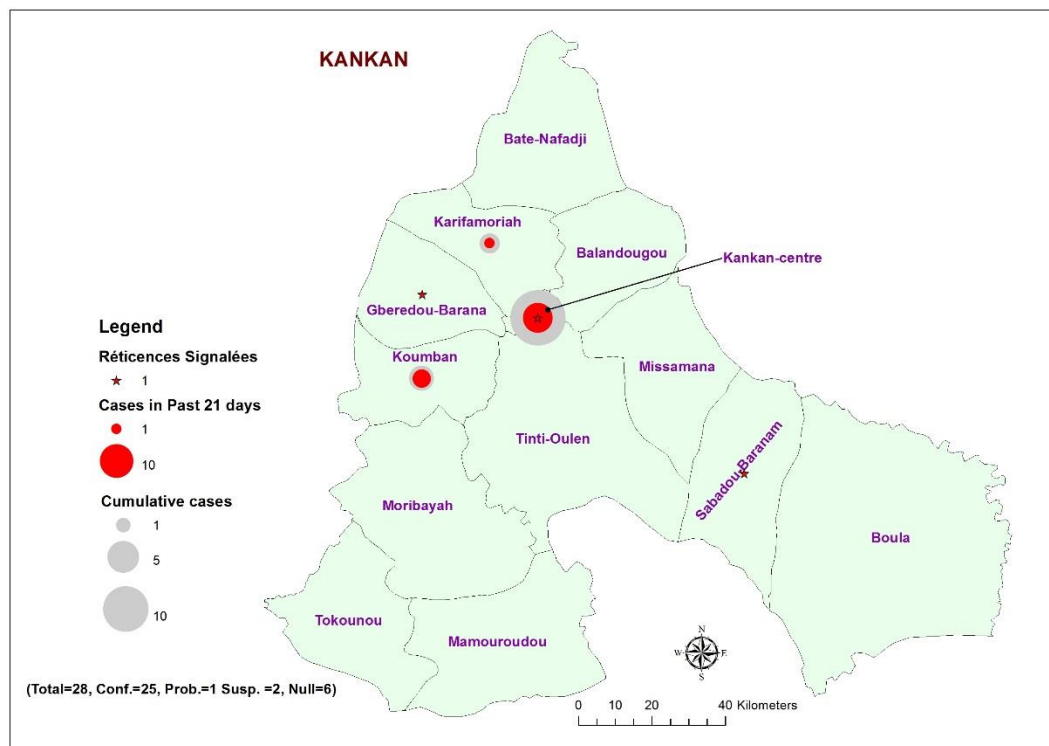 KANKAN
Bate-Nafadji
Karifamoriah
Balandougou
Kankan-centre
Gberedou-Barana
Koumban
Missamana
Tinti-Oulen
Sabadou-Baranam
Moribayah
Boula
Tokounou
Mamouroudou
Legend
Réticences Signalées
1
Cases in Past 21 days
1
10
Cumulative cases
1
5
10
(Total=28, Conf.=25, Prob.=1 Susp. =2, Null=6)
N
W
E
S
0 5 10 20 30 40 Kilometers